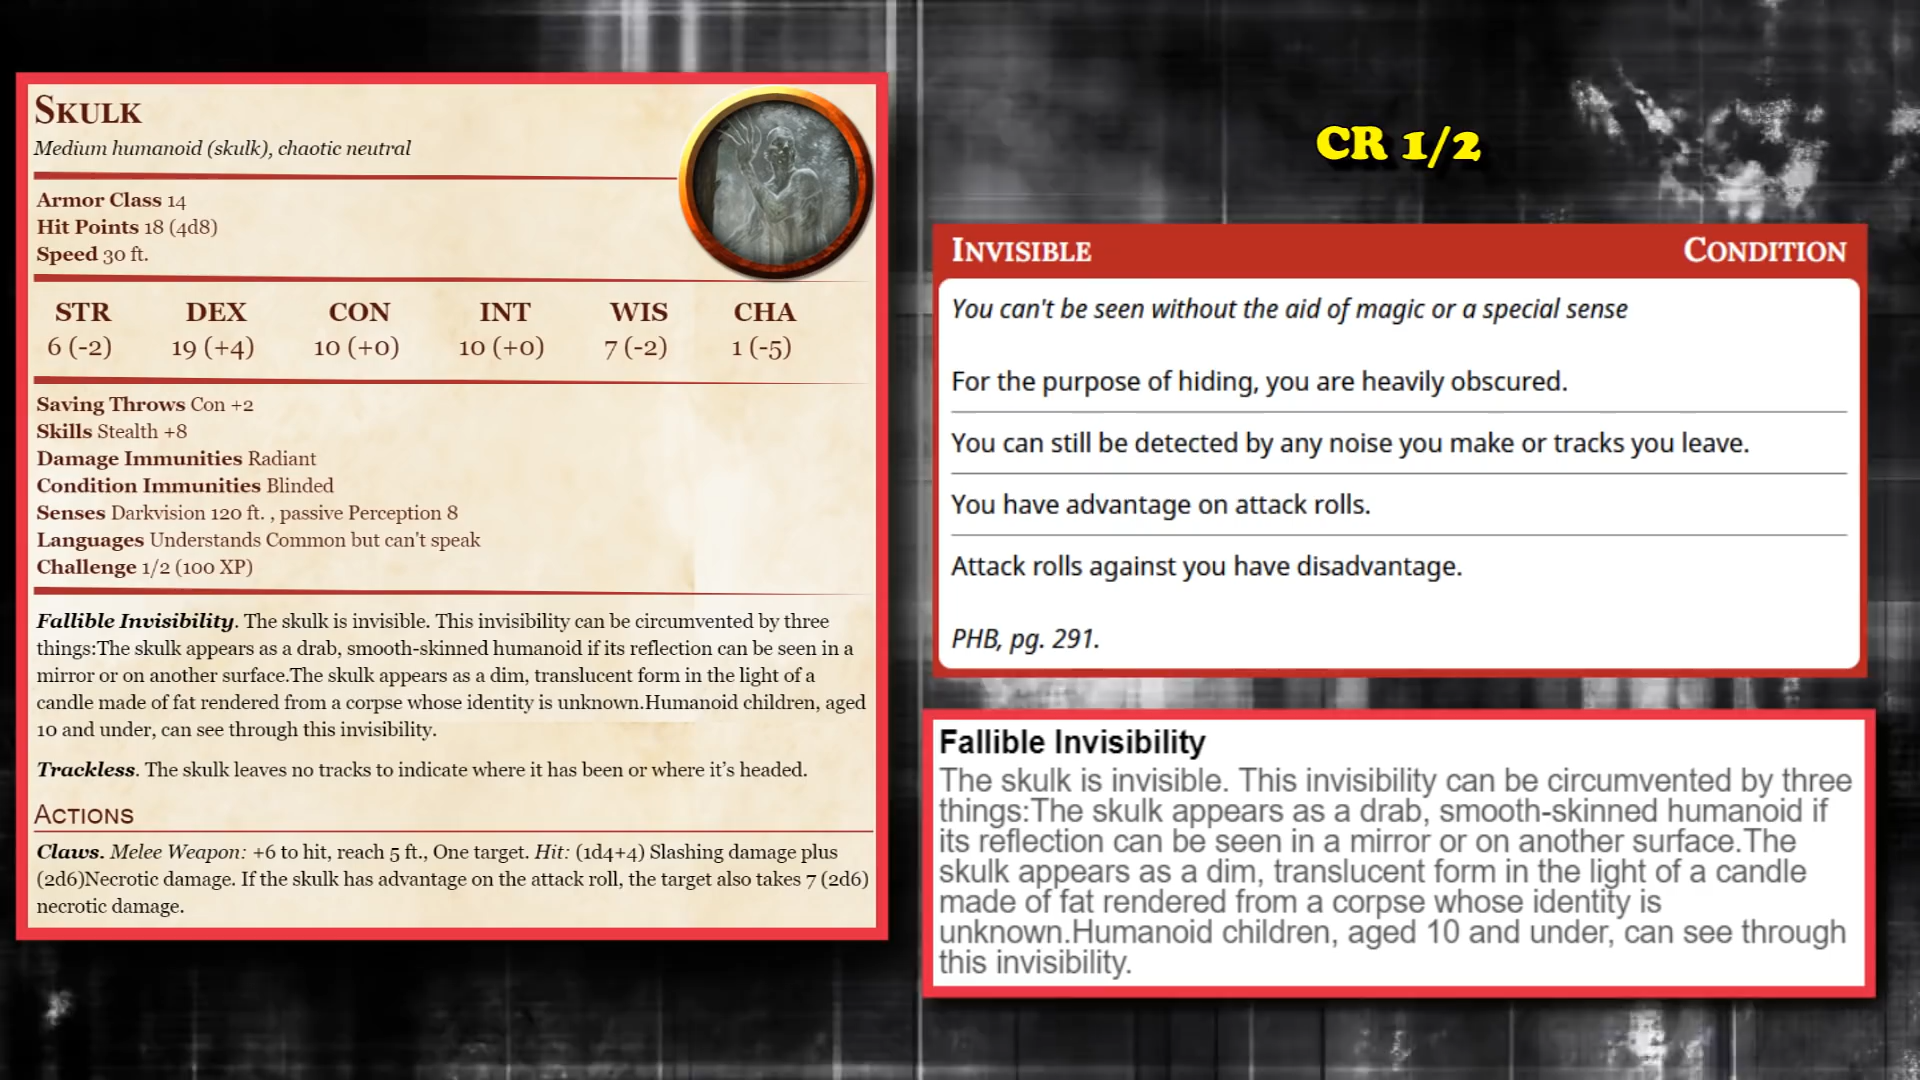 SKULK
Medium humanoid (skulk), chaotic neutral
Armor Class 14
Hit Points 18 (4d8)
Speed 30 ft.
STR DEX CON INT WIS CHA
6 (-2) 19 (+4) 10 (+0) 10 (+0) 7 (-2) 1 (-5)
Saving Throws Con +2
Skills Stealth +8
Damage Immunities Radiant
Condition Immunities Blinded
Senses Darkvision 120 ft. , passive Perception 8
Languages Understands Common but can't speak
Challenge 1/2 (100 XP)
Fallible Invisibility. The skulk is invisible. This invisibility can be circumvented by three
things:The skulk appears as a drab, smooth-skinned humanoid if its reflection can be seen in a
mirror or on another surface.The skulk appears as a dim, translucent form in the light of a
candle made of fat rendered from a corpse whose identity is unknown.Humanoid children, aged
10 and under, can see through this invisibility.
Trackless. The skulk leaves no tracks to indicate where it has been or where it's headed.
ACTIONS
Claws. Melee Weapon: +6 to hit, reach 5 ft., One target. Hit: (1d4+4) Slashing damage plus
(2d6)Necrotic damage. If the skulk has advantage on the attack roll, the target also takes 7 (2d6)
necrotic damage.
CR 1/2
INVISIBLE CONDITION
You can't be seen without the aid of magic or a special sense
For the purpose of hiding, you are heavily obscured.
You can still be detected by any noise you make or tracks you leave.
You have advantage on attack rolls.
Attack rolls against you have disadvantage.
PHB, pg. 291.
Fallible Invisibility
The skulk is invisible. This invisibility can be circumvented by three
things:The skulk appears as a drab, smooth-skinned humanoid if
its reflection can be seen in a mirror or on another surface.The
skulk appears as a dim, translucent form in the light of a candle
made of fat rendered from a corpse whose identity is
unknown.Humanoid children, aged 10 and under, can see through
this invisibility.